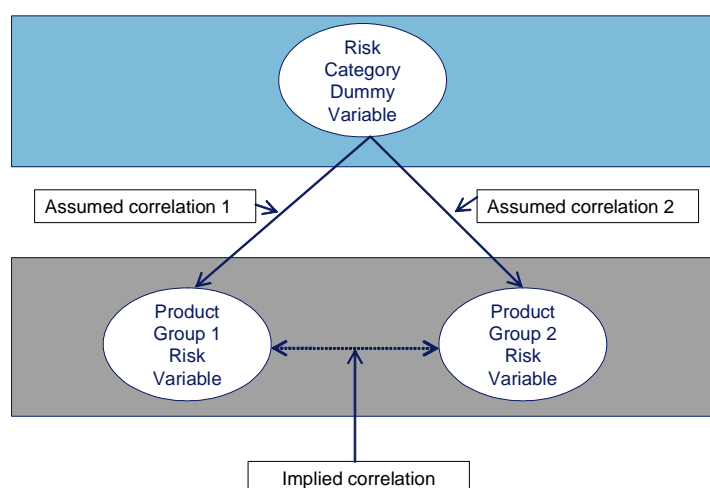 Risk
Category
Dummy
Variable
Assumed correlation 1
Assumed correlation 2
Product
Group 1
Risk
Variable
Product
Group 2
Risk
Variable
Implied correlation